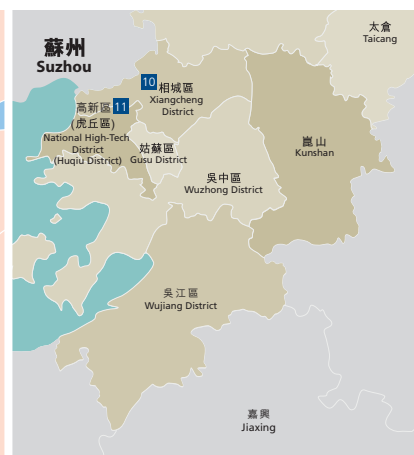 蘇州
Suzhou
太倉
Taicang
10
相城區
Xiangcheng
District
高新區
11
(虎丘區)
National High-Tech
District
(Huqiu District)
姑蘇區
Gusu District
崑山
Kunshan
吳中區
Wuzhong District
吳江區
Wujiang District
嘉興
Jiaxing